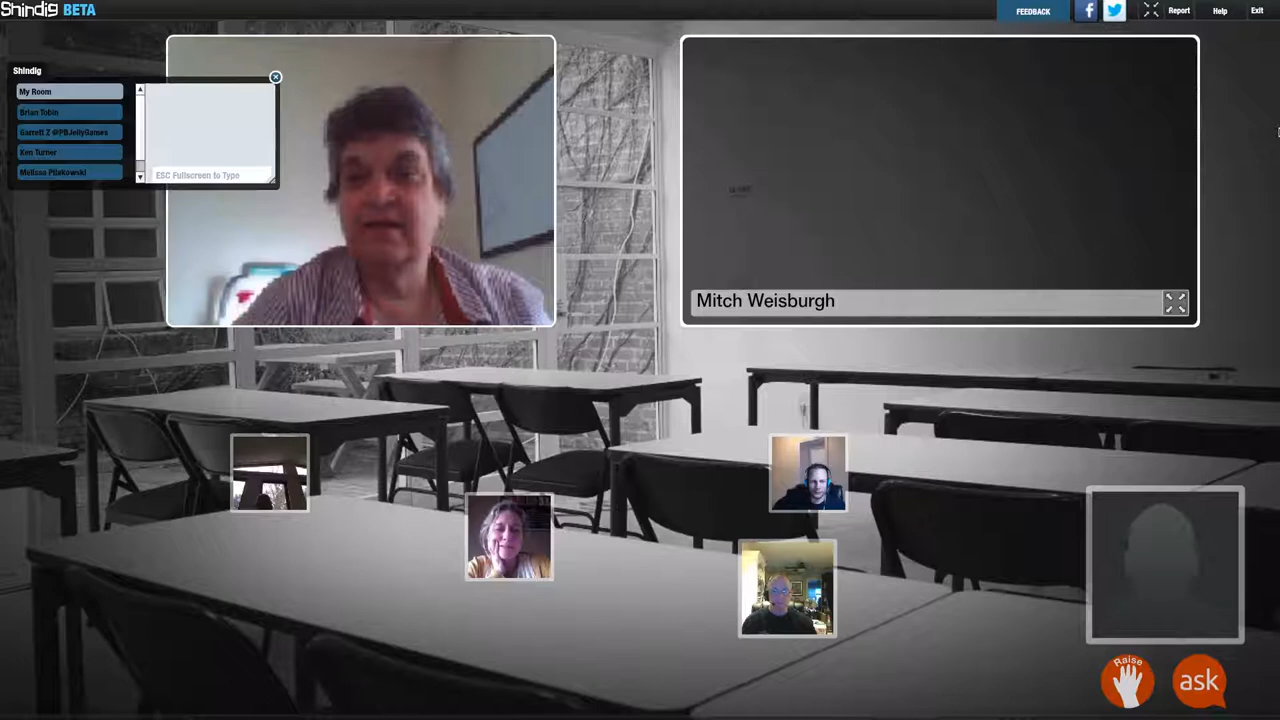 Shindig BETA
FEEDBACK
Report
Help
Exit
Shindig
My Room
Brian Tobin
Garrett Z @PBJellyGames
Ken Turner
Melissa Pilakowski
ESC Fullscreen to Type
Mitch Weisburgh
Raise
ask